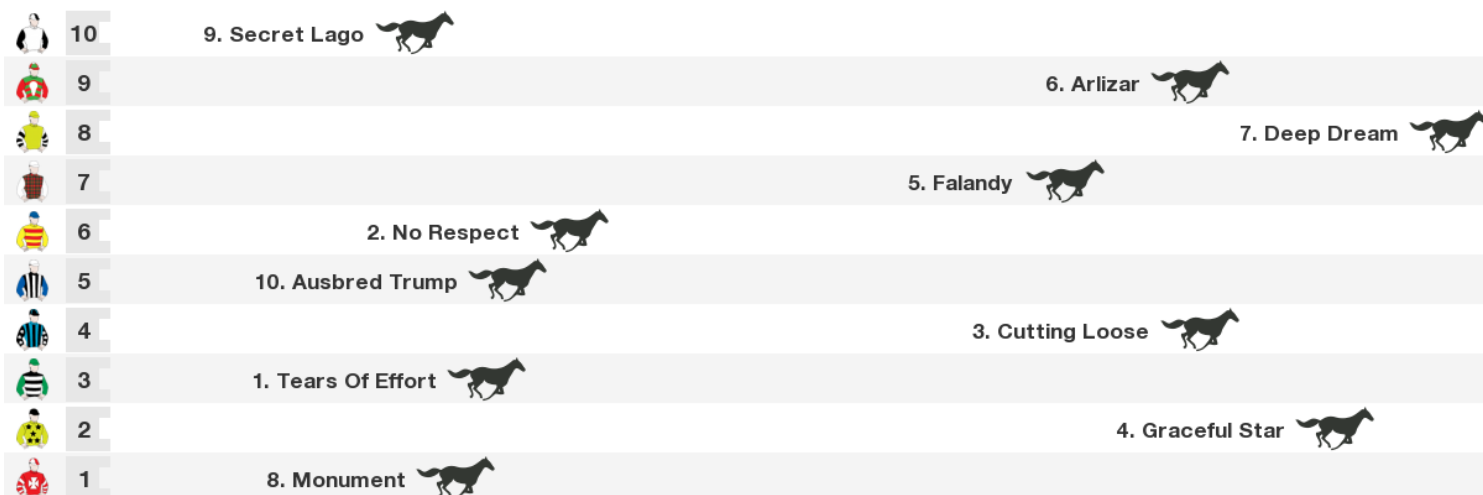 10 9. Secret Lago
9 6. Arlizar
8 7. Deep Dream
7 5. Falandy
6 2. No Respect
5 10. Ausbred Trump
4 3. Cutting Loose
3 1. Tears Of Effort
2 4. Graceful Star
1 8. Monument